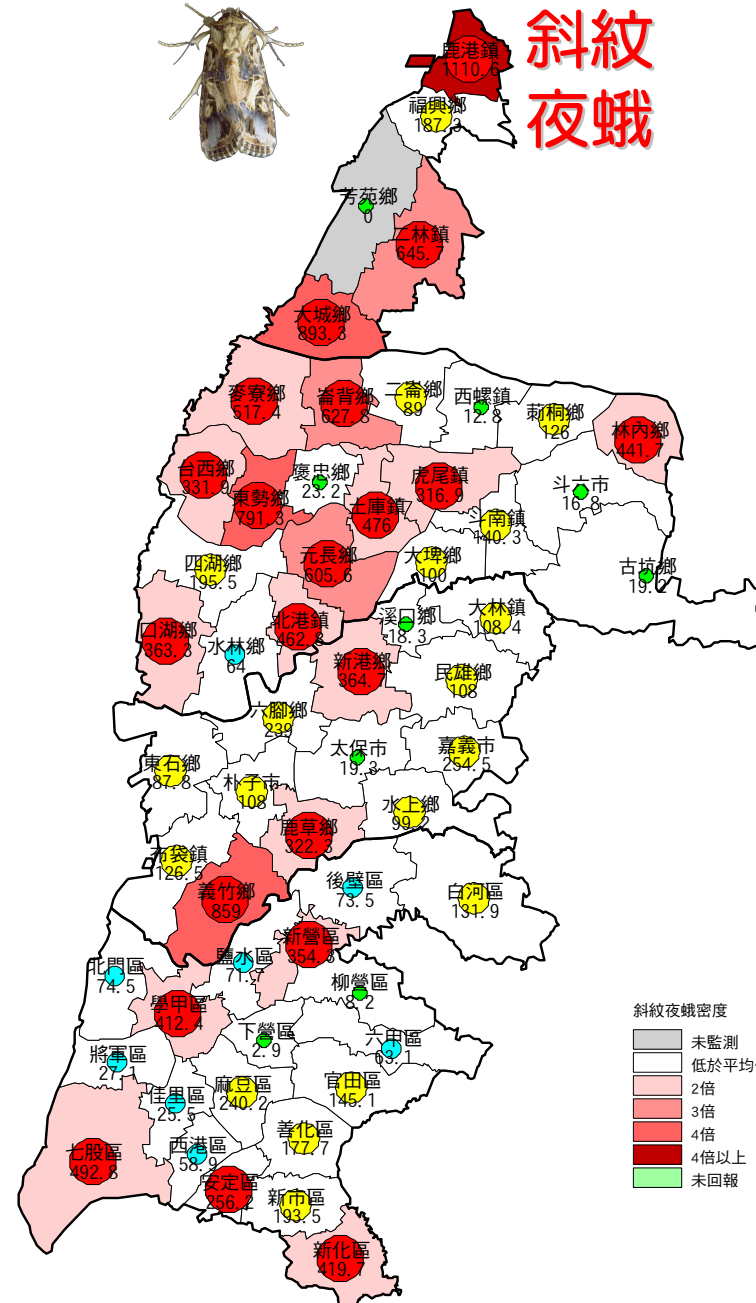 斜紋
夜蛾
鹿港鎮
1110.6
福興鄉
187.3
芳苑鄉
0
二林鎮
645.7
大城鄉
893.3
麥寮鄉
517.4
崙背鄉
627.8
二崙鄉
89
西螺鎮
12.8
莿桐鄉
126
林內鄉
441.7
台西鄉
331.9
東勢鄉
791.3
褒忠鄉
23.2
土庫鎮
476
虎尾鎮
316.9
斗六市
16.8
斗南鎮
140.3
四湖鄉
195.5
元長鄉
605.6
大埤鄉
100
古坑鄉
19.2
口湖鄉
363.3
水林鄉
64
北港鎮
462.8
溪口鄉
18.3
大林鎮
108.4
新港鄉
364.7
民雄鄉
108
六腳鄉
239
太保市
19.3
嘉義市
254.5
東石鄉
87.8
朴子市
108
水上鄉
99.2
鹿草鄉
322.3
布袋鎮
126.5
義竹鄉
859
後壁區
73.5
白河區
131.9
新營區
354.3
鹽水區
北門區
74.5
柳營區
8.2
學甲區
412.4
下營區
2.9
六甲區
63.1
將軍區
27.1
佳里區
25.5
麻豆區
240.2
官田區
145.1
善化區
177.7
西港區
58.9
七股區
492.8
安定區
256.2
新市區
193.5
新化區
419.7
斜紋夜蛾密度
未監測
低於平均
2倍
3倍
4倍
4倍以上
未回報